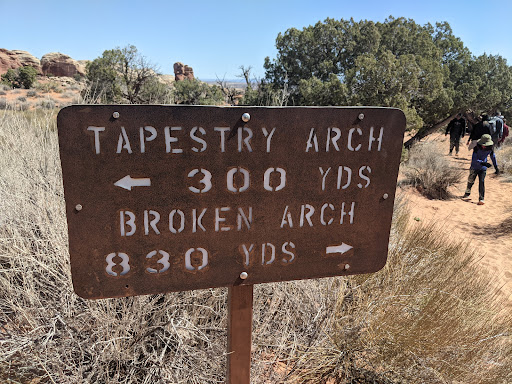 TAPESTRY ARCH
← 300 YDS
BROKEN ARCH
830 YDS →